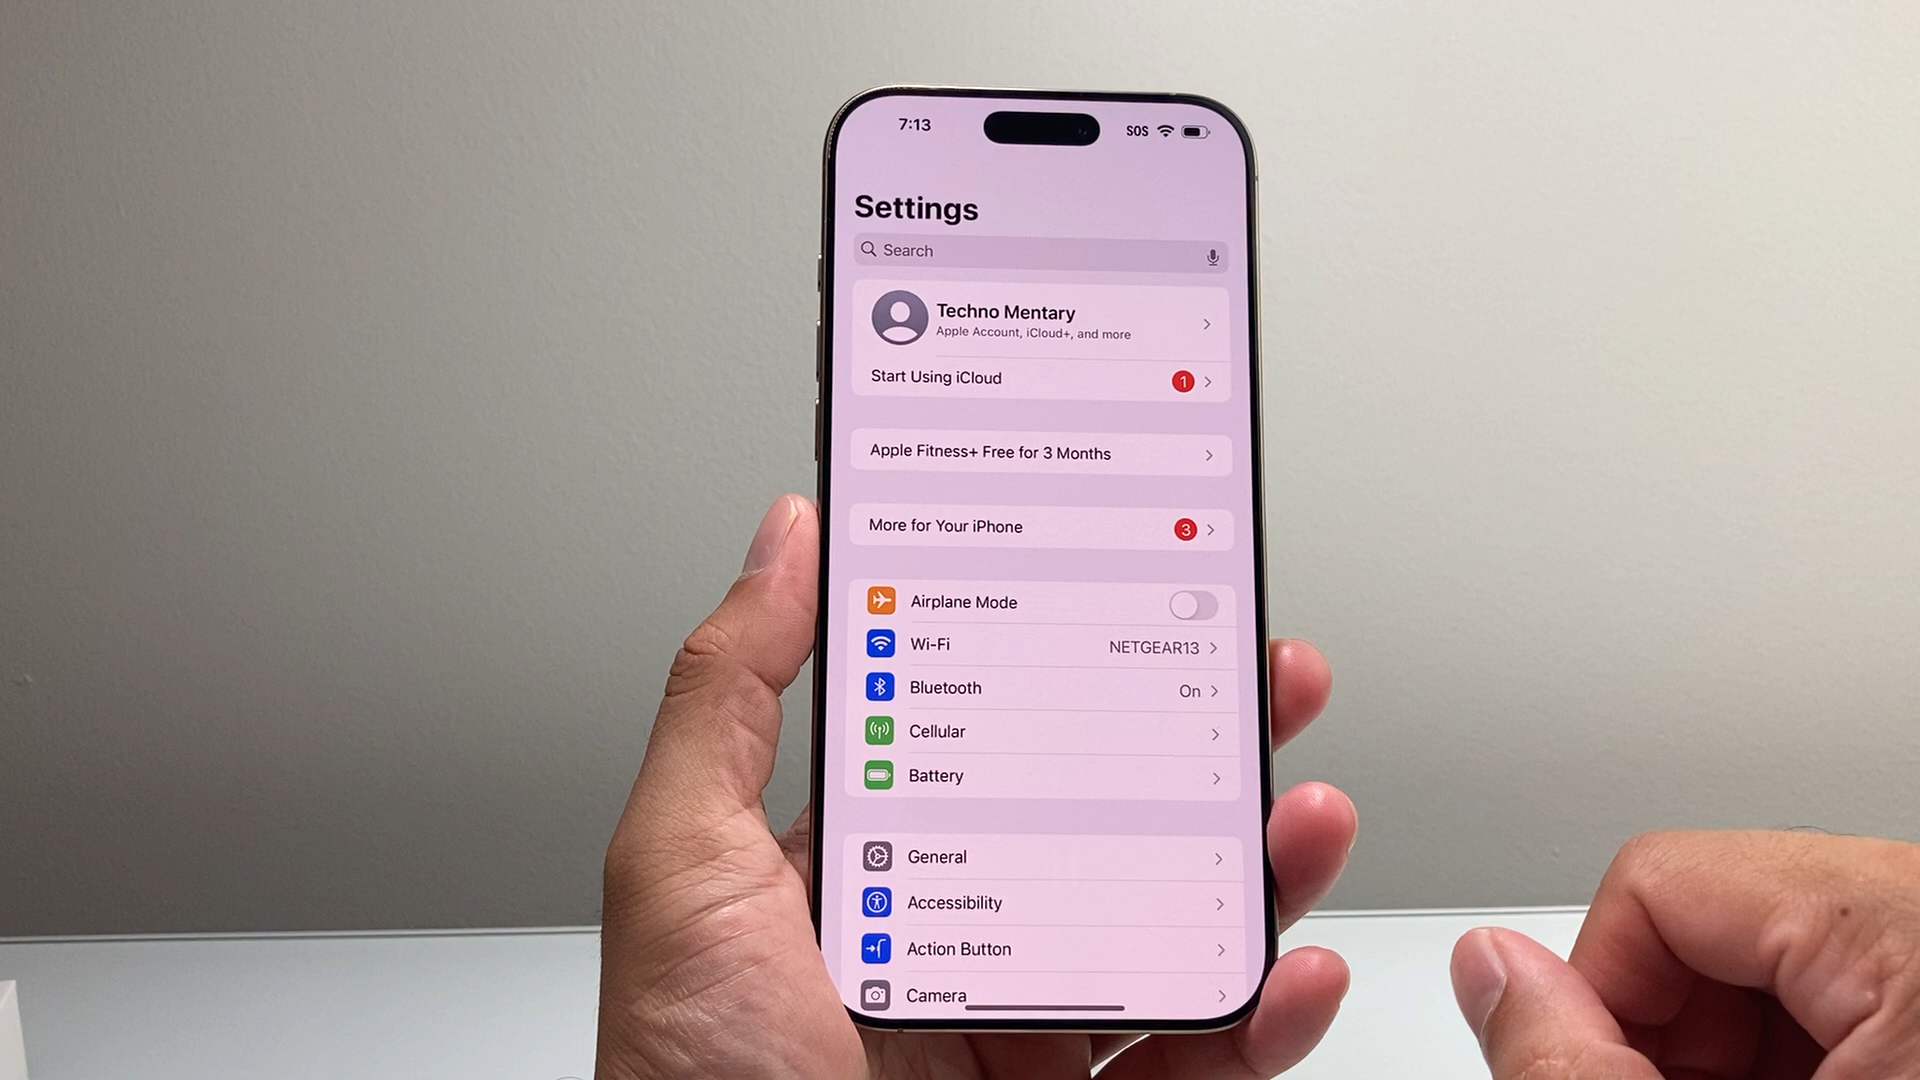 7:13 SOS
Settings
Search
Techno Mentary
Apple Account, iCloud+, and more
Start Using iCloud 1
Apple Fitness+ Free for 3 Months
More for Your iPhone 3
Airplane Mode
Wi-Fi NETGEAR13
Bluetooth On
Cellular
Battery
General
Accessibility
Action Button
Camera